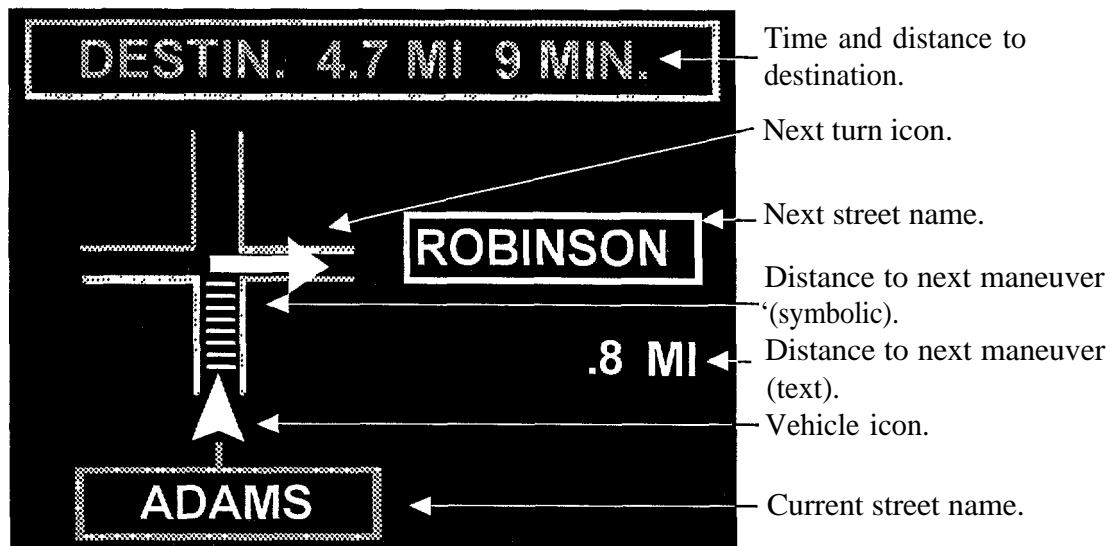 DESTIN. 4.7 MI 9 MIN.
Time and distance to
destination.
Next turn icon.
ROBINSON
Next street name.
Distance to next maneuver
(symbolic).
.8 MI
Distance to next maneuver
(text).
Vehicle icon.
ADAMS
Current street name.